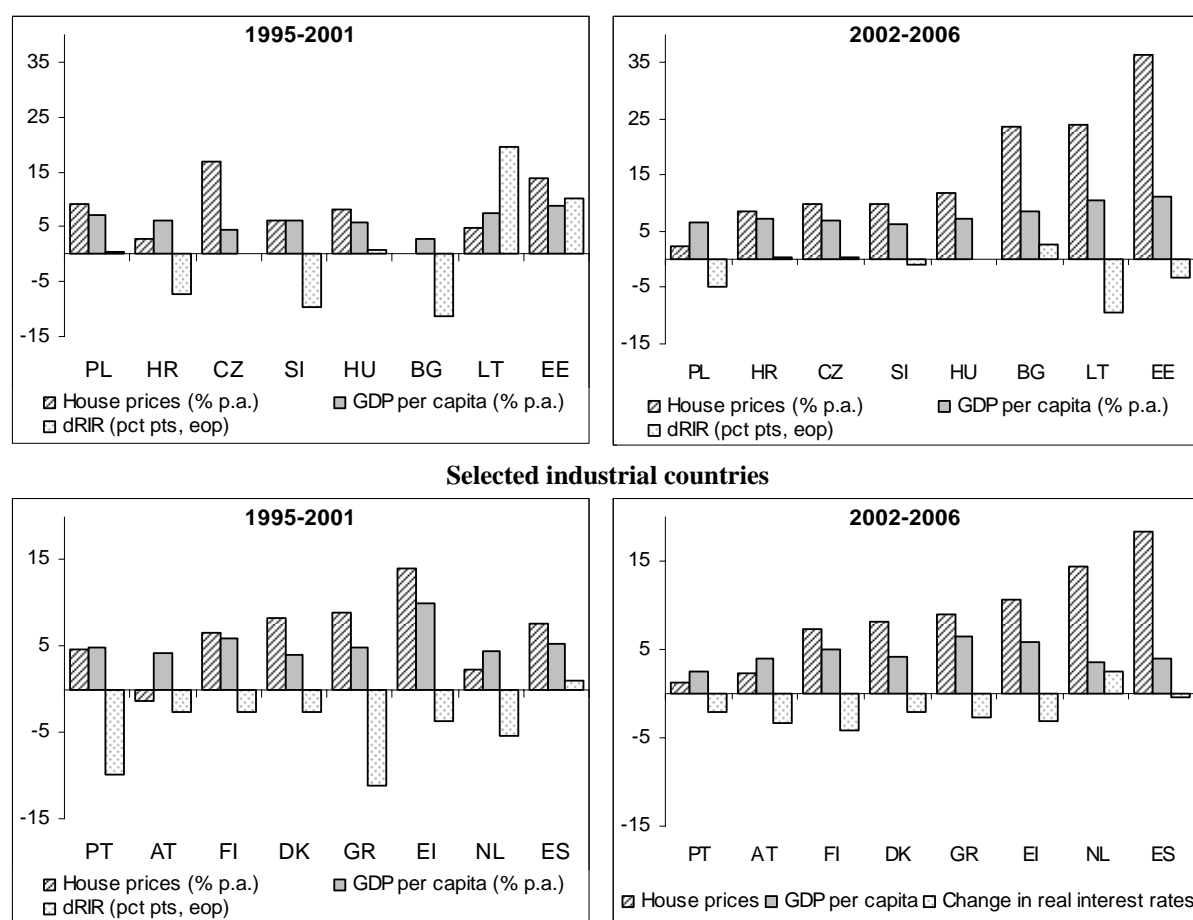 1995-2001
35
25
15
5
-5
-15
PL HR CZ SI HU BG LT EE
House prices (% p.a.) GDP per capita (% p.a.)
dRIR (pct pts, eop)
2002-2006
35
25
15
5
-5
-15
PL HR CZ SI HU BG LT EE
House prices (% p.a.) GDP per capita (% p.a.)
dRIR (pct pts, eop)
Selected industrial countries
1995-2001
15
5
-5
-15
PT AT FI DK GR EI NL ES
House prices (% p.a.) GDP per capita (% p.a.)
dRIR (pct pts, eop)
2002-2006
15
5
-5
-15
PT AT FI DK GR EI NL ES
House prices GDP per capita Change in real interest rates